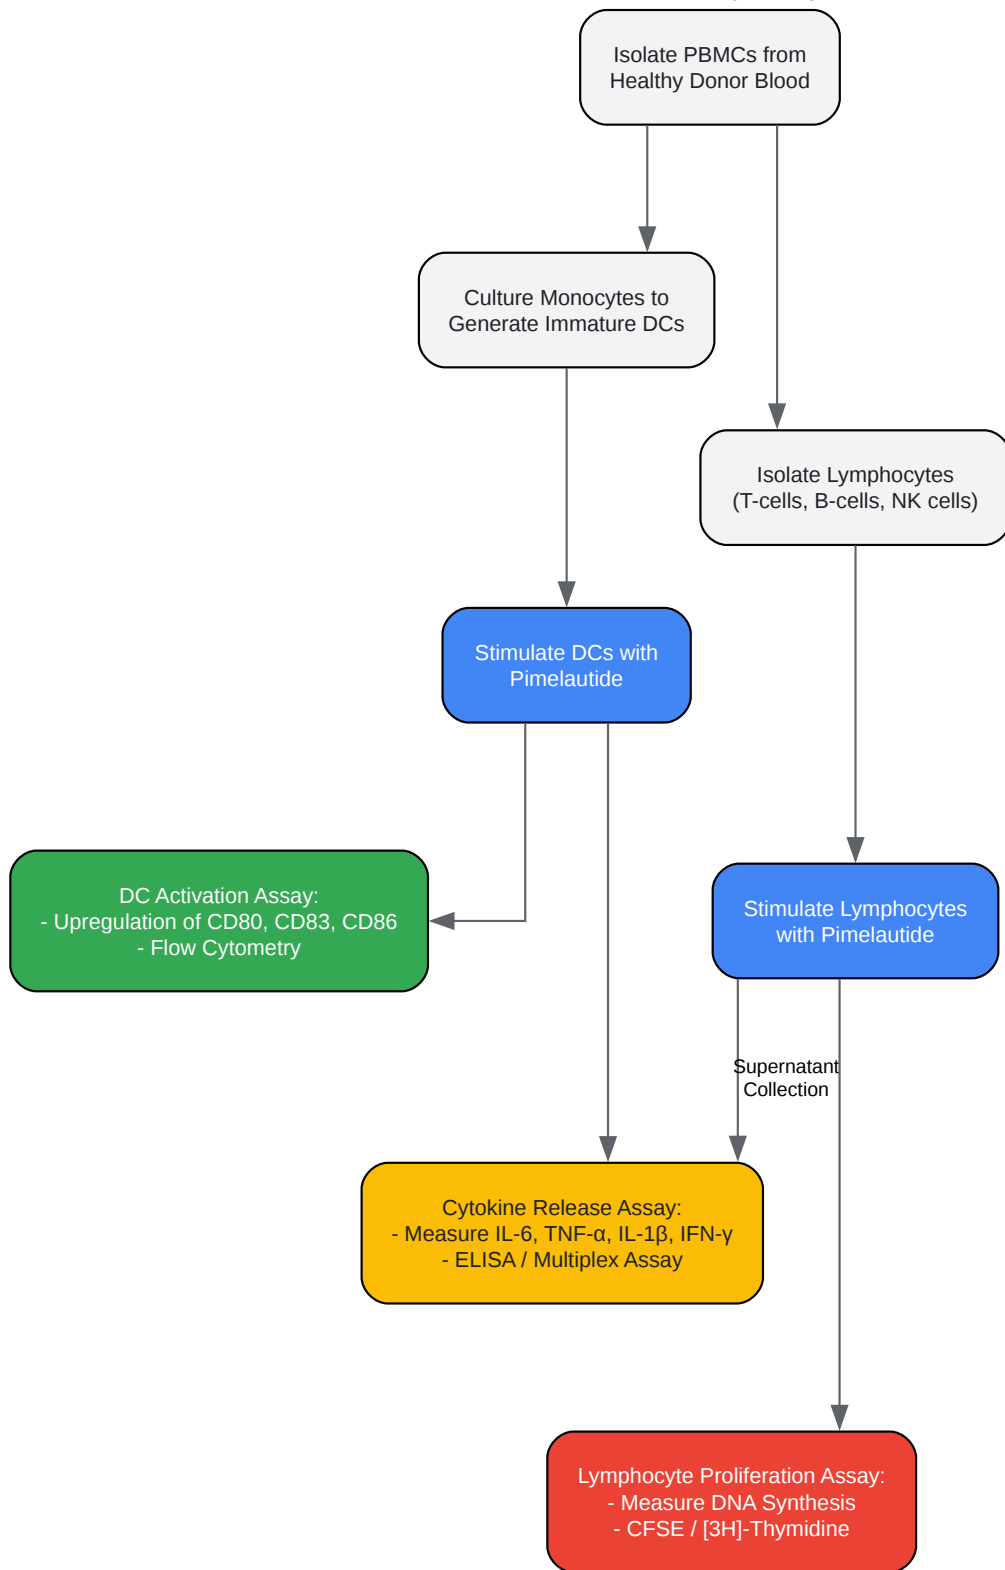 Isolate PBMCs from
Healthy Donor Blood
Culture Monocytes to
Generate Immature DCs
Isolate Lymphocytes
(T-cells, B-cells, NK cells)
Stimulate DCs with
Pimelautide
DC Activation Assay:
- Upregulation of CD80, CD83, CD86
- Flow Cytometry
Stimulate Lymphocytes
with Pimelautide
Supernatant
Collection
Cytokine Release Assay:
- Measure IL-6, TNF-α, IL-1β, IFN-γ
- ELISA / Multiplex Assay
Lymphocyte Proliferation Assay:
- Measure DNA Synthesis
- CFSE / [3H]-Thymidine